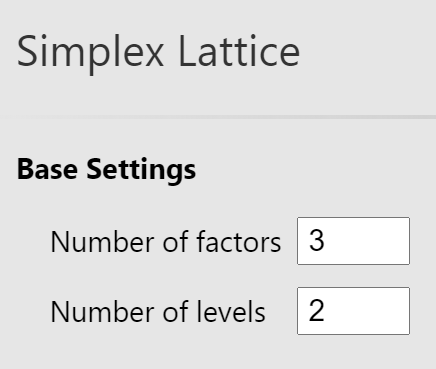 Simplex Lattice
Base Settings
Number of factors 3
Number of levels 2